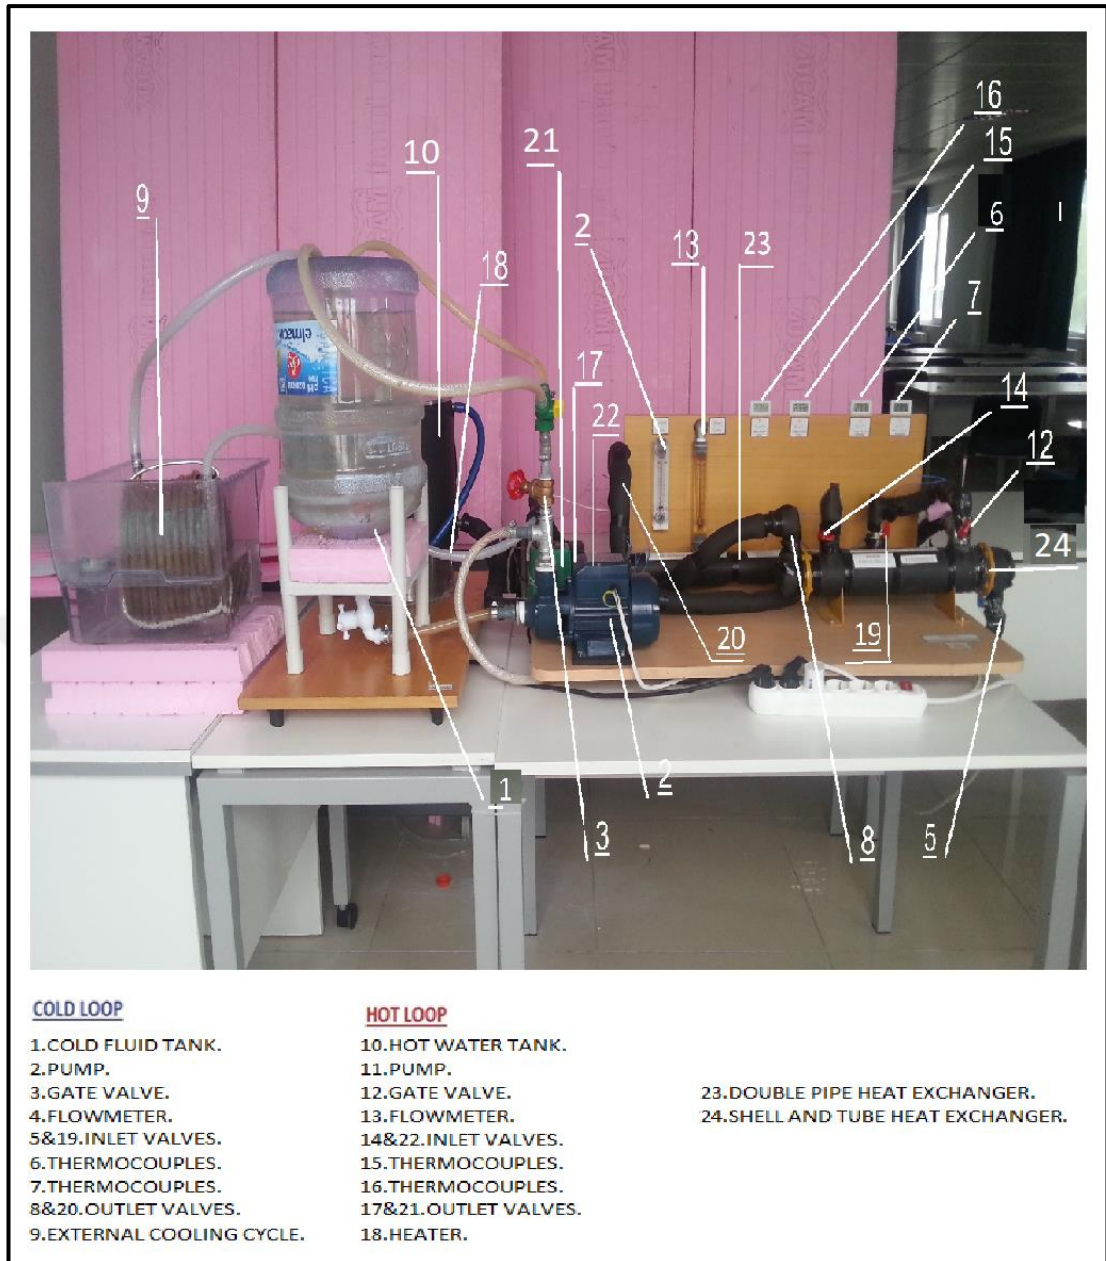 16
15
21
10
9
6
2
13
23
18
7
17
22
14
12
24
20
19
1
2
3
8
5
elmacık
COLD LOOP
1.COLD FLUID TANK.
2.PUMP.
3.GATE VALVE.
4.FLOWMETER.
5&19.INLET VALVES.
6.THERMOCOUPLES.
7.THERMOCOUPLES.
8&20.OUTLET VALVES.
9.EXTERNAL COOLING CYCLE.
HOT LOOP
10.HOT WATER TANK.
11.PUMP.
12.GATE VALVE.
13.FLOWMETER.
14&22.INLET VALVES.
15.THERMOCOUPLES.
16.THERMOCOUPLES.
17&21.OUTLET VALVES.
18.HEATER.
23.DOUBLE PIPE HEAT EXCHANGER.
24.SHELL AND TUBE HEAT EXCHANGER.